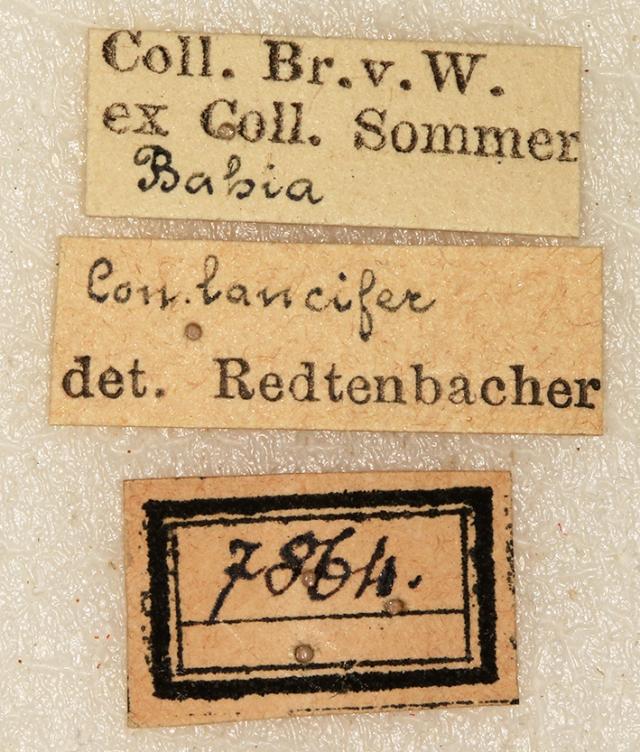 Coll. Br. v. W.
ex Coll. Sommer
Bahia
Con. lancifer
det. Redtenbacher
7864.